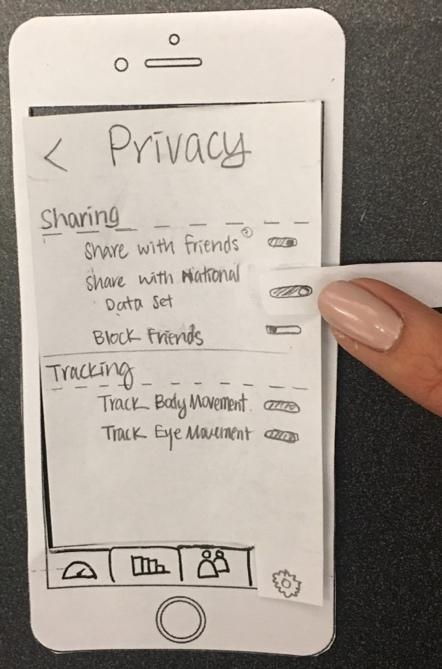 < Privacy
Sharing
Share with friends
Share with National
Data Set
Block Friends
Tracking
Track Body Movement
Track Eye Movement